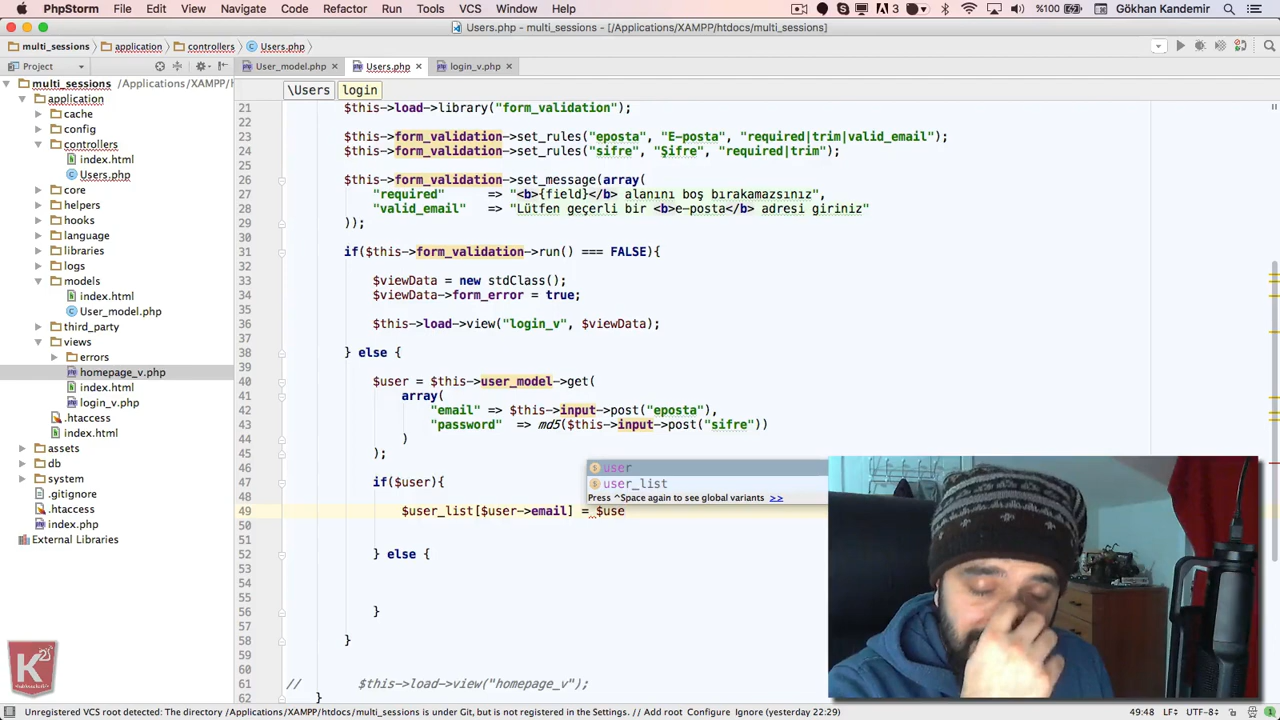 PhpStorm File Edit View Navigate Code Refactor Run Tools VCS Window Help 3 %100 Gökhan Kandemir
Users.php - multi_sessions - [/Applications/XAMPP/htdocs/multi_sessions]
multi_sessions application controllers Users.php
Project User_model.php Users.php login_v.php
multi_sessions /Applications/XAMPP/h
\Users login
application
cache
config
controllers
index.html
Users.php
core
helpers
hooks
language
libraries
logs
models
index.html
User_model.php
third_party
views
errors
homepage_v.php
index.html
login_v.php
.htaccess
index.html
assets
db
system
.gitignore
.htaccess
index.php
External Libraries
21 $this->load->library("form_validation");
22
23 $this->form_validation->set_rules("eposta", "E-posta", "required|trim|valid_email");
24 $this->form_validation->set_rules("sifre", "Şifre", "required|trim");
25
26 $this->form_validation->set_message(array(
27 "required" => "<b>{field}</b> alanını boş bırakamazsınız",
28 "valid_email" => "Lütfen geçerli bir <b>e-posta</b> adresi giriniz"
29 ));
30
31 if($this->form_validation->run() === FALSE){
32
33 $viewData = new stdClass();
34 $viewData->form_error = true;
35
36 $this->load->view("login_v", $viewData);
37
38 } else {
39
40 $user = $this->user_model->get(
41 array(
42 "email" => $this->input->post("eposta"),
43 "password" => md5($this->input->post("sifre"))
44 )
45 );
46
47 if($user){
48
49 $user_list[$user->email] = $use
50
51
52 } else {
53
54
55
56 }
57
58 }
59
60
61 // $this->load->view("homepage_v");
62 }
user
user_list
Press ^Space again to see global variants >>
K
Unregistered VCS root detected: The directory /Applications/XAMPP/htdocs/multi_sessions is under Git, but is not registered in the Settings. // Add root Configure Ignore (yesterday 22:29) 49:48 LF÷ UTF-8÷ 1